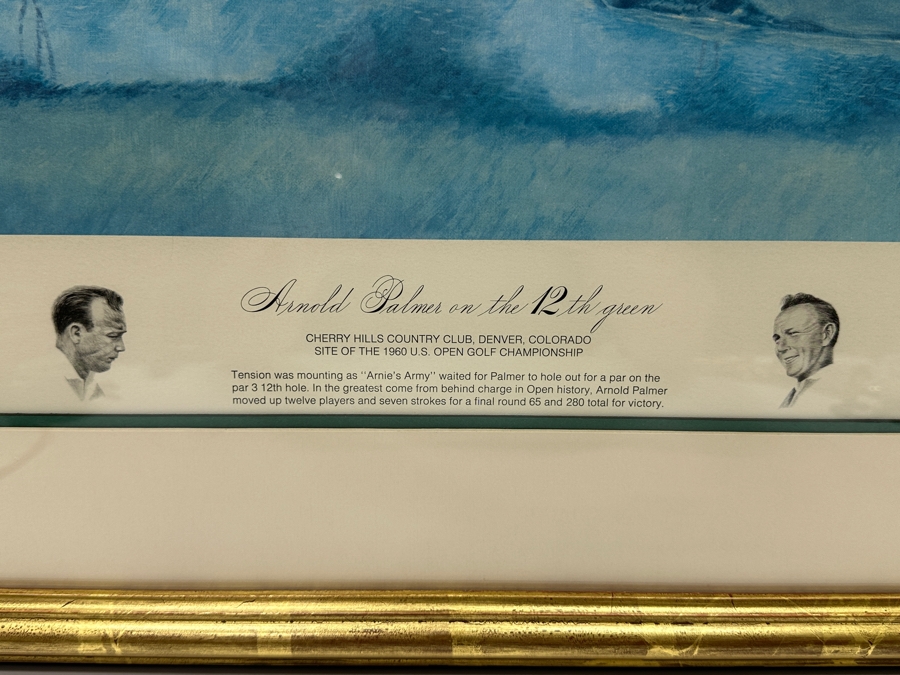 Arnold Palmer on the 12th green
CHERRY HILLS COUNTRY CLUB, DENVER, COLORADO
SITE OF THE 1960 U.S. OPEN GOLF CHAMPIONSHIP
Tension was mounting as ''Arnie's Army'' waited for Palmer to hole out for a par on the
par 3 12th hole. In the greatest come from behind charge in Open history, Arnold Palmer
moved up twelve players and seven strokes for a final round 65 and 280 total for victory.